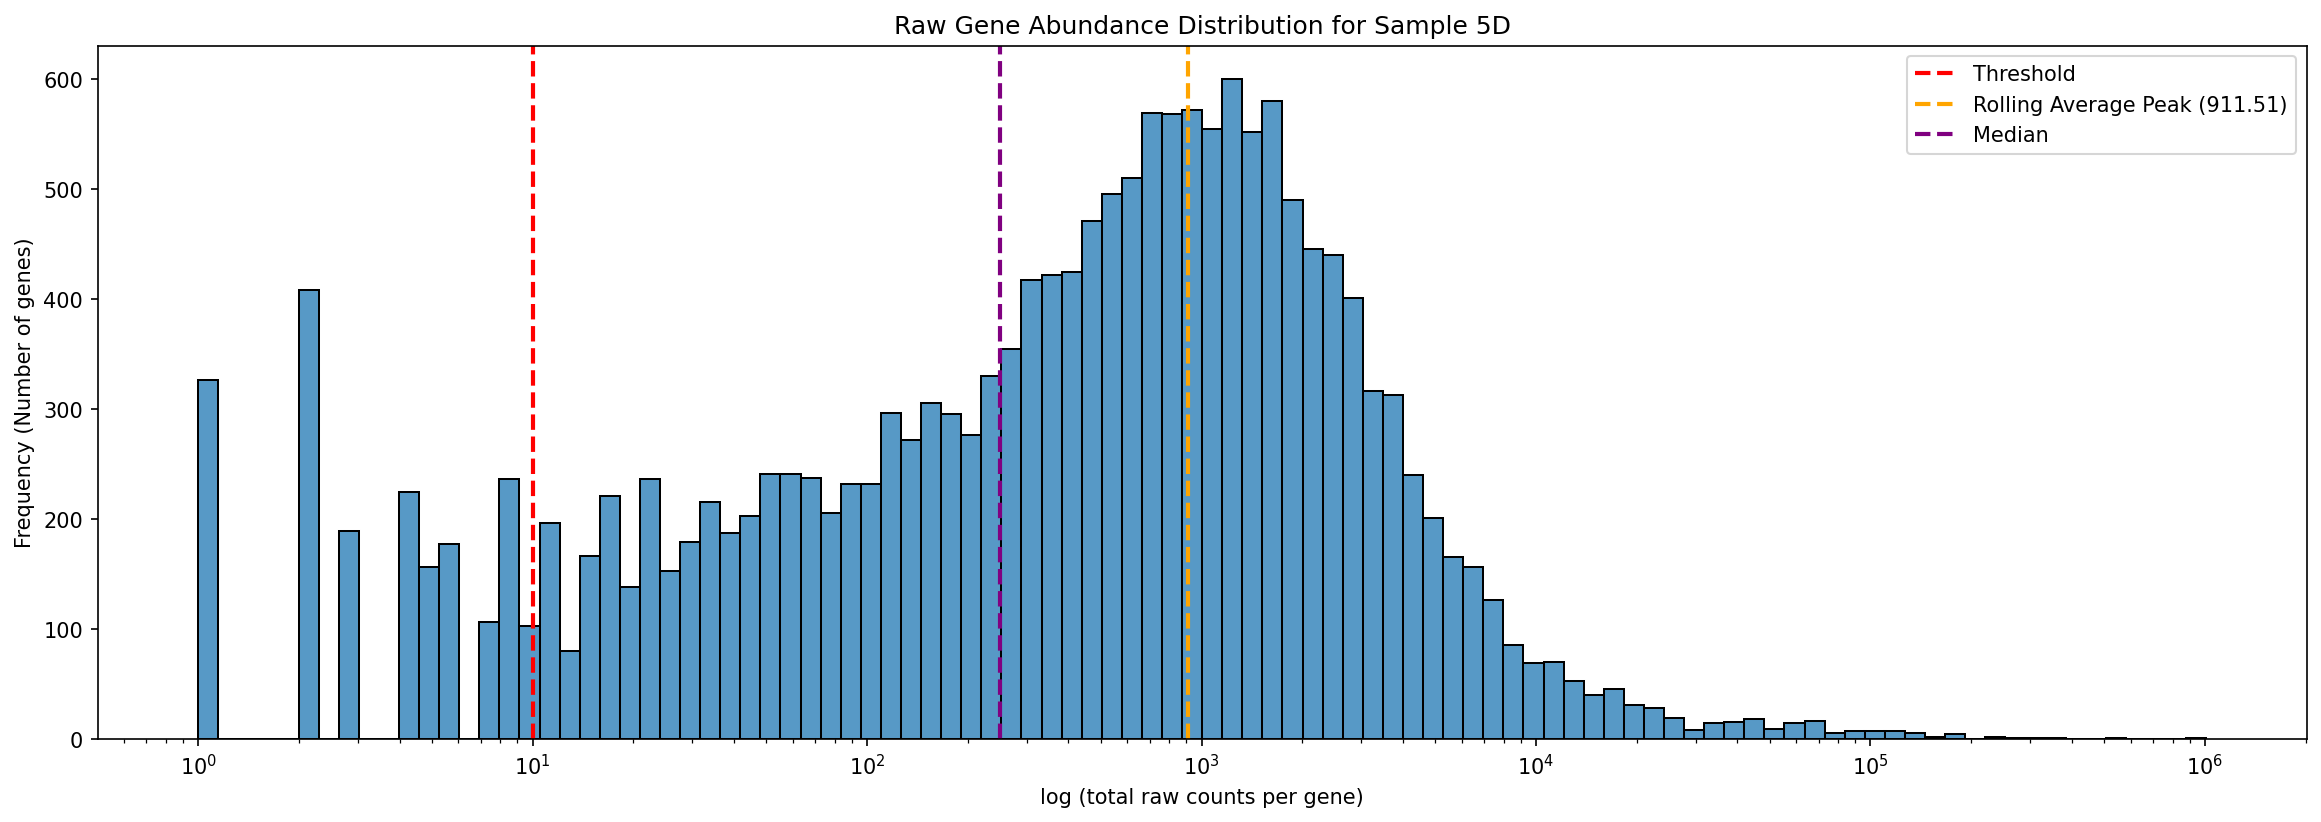 Raw Gene Abundance Distribution for Sample 5D
Threshold
Rolling Average Peak (911.51)
Median
Frequency (Number of genes)
600
500
400
300
200
100
0
10⁰ 10¹ 10² 10³ 10⁴ 10⁵ 10⁶
log (total raw counts per gene)